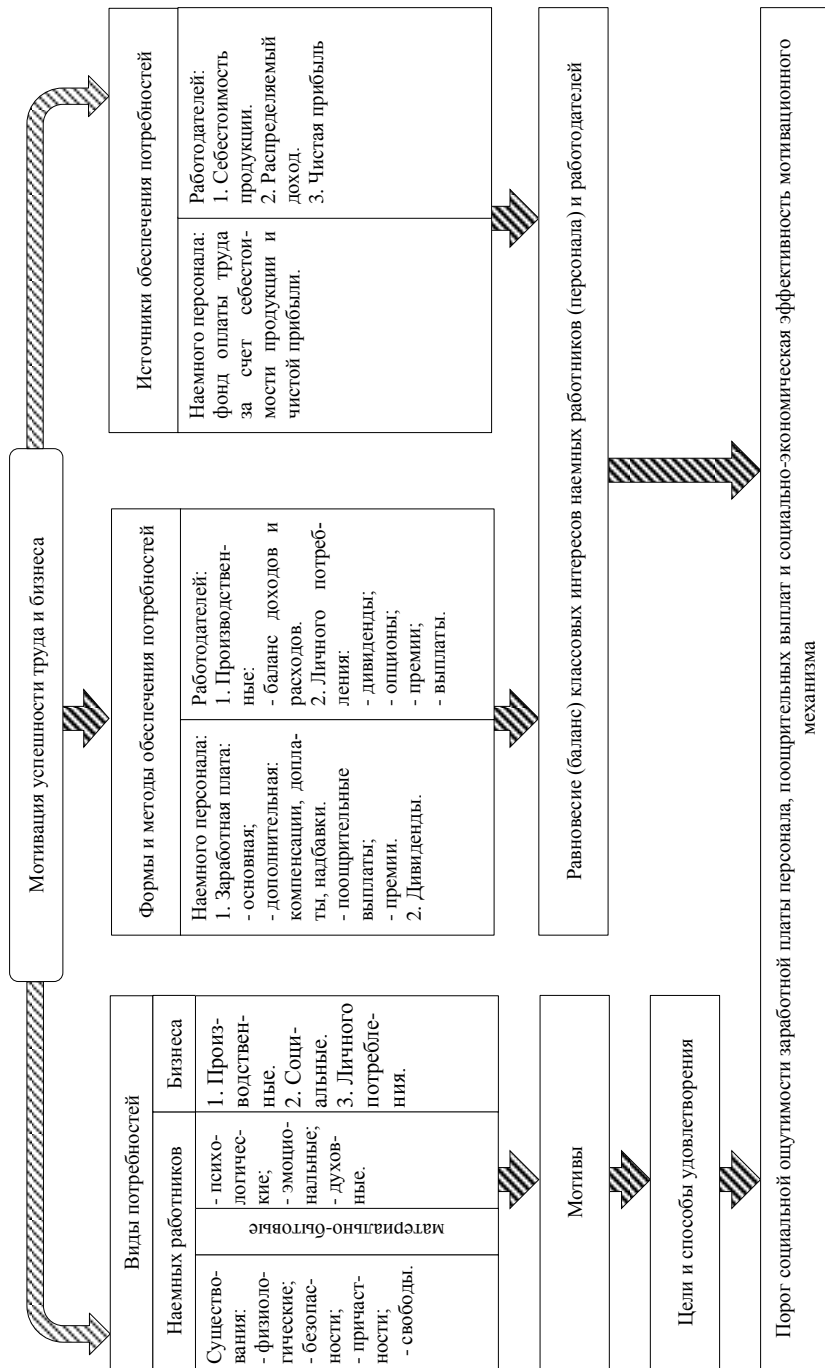 Мотивация успешности труда и бизнеса
Виды потребностей
Наемных работников
Бизнеса
Существо-
вания:
- физиоло-
гические;
- безопас-
ности;
- причаст-
ности;
- свободы.
материально-бытовые
- психо-
логичес-
кие;
- эмоцио-
нальные;
- духов-
ные.
1. Произ-
водствен-
ные.
2. Соци-
альные.
3. Личного
потребле-
ния.
Мотивы
Цели и способы удовлетворения
Формы и методы обеспечения потребностей
Наемного персонала:
1. Заработная плата:
- основная;
- дополнительная:
компенсации, допла-
ты, надбавки.
- поощрительные
выплаты;
- премии.
2. Дивиденды.
Работодателей:
1. Производствен-
ные:
- баланс доходов и
расходов.
2. Личного потреб-
ления:
- дивиденды;
- опционы;
- премии;
- выплаты.
Источники обеспечения потребностей
Наемного персонала:
фонд оплаты труда
за счет себестои-
мости продукции и
чистой прибыли.
Работодателей:
1. Себестоимость
продукции.
2. Распределяемый
доход.
3. Чистая прибыль
Равновесие (баланс) классовых интересов наемных работников (персонала) и работодателей
Порог социальной ощутимости заработной платы персонала, поощрительных выплат и социально-экономическая эффективность мотивационного
механизма